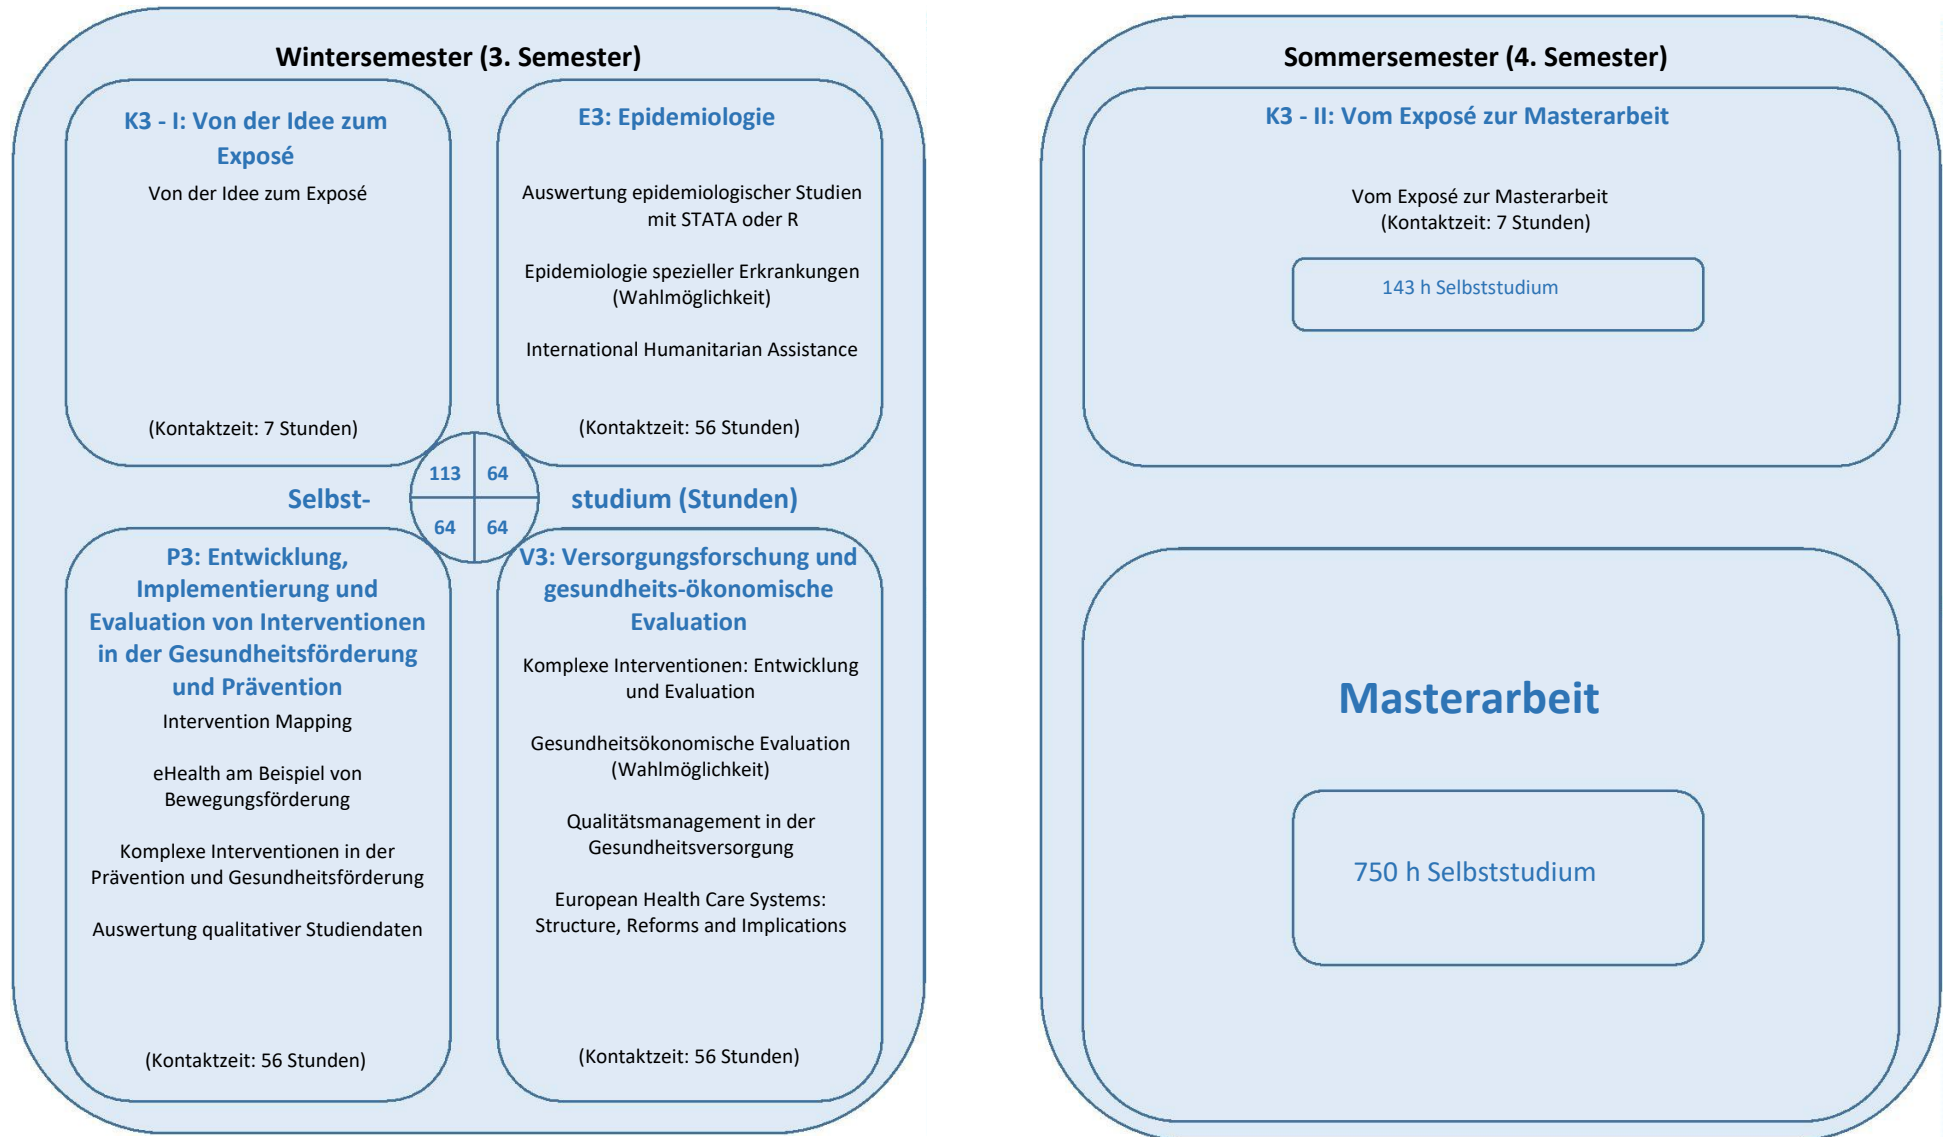 Wintersemester (3. Semester)
K3 - I: Von der Idee zum
Exposé
Von der Idee zum Exposé
(Kontaktzeit: 7 Stunden)
E3: Epidemiologie
Auswertung epidemiologischer Studien
mit STATA oder R
Epidemiologie spezieller Erkrankungen
(Wahlmöglichkeit)
International Humanitarian Assistance
(Kontaktzeit: 56 Stunden)
113 64
Selbst- studium (Stunden)
64 64
P3: Entwicklung,
Implementierung und
Evaluation von Interventionen
in der Gesundheitsförderung
und Prävention
Intervention Mapping
eHealth am Beispiel von
Bewegungsförderung
Komplexe Interventionen in der
Prävention und Gesundheitsförderung
Auswertung qualitativer Studiendaten
(Kontaktzeit: 56 Stunden)
V3: Versorgungsforschung und
gesundheits-ökonomische
Evaluation
Komplexe Interventionen: Entwicklung
und Evaluation
Gesundheitsökonomische Evaluation
(Wahlmöglichkeit)
Qualitätsmanagement in der
Gesundheitsversorgung
European Health Care Systems:
Structure, Reforms and Implications
(Kontaktzeit: 56 Stunden)
Sommersemester (4. Semester)
K3 - II: Vom Exposé zur Masterarbeit
Vom Exposé zur Masterarbeit
(Kontaktzeit: 7 Stunden)
143 h Selbststudium
Masterarbeit
750 h Selbststudium